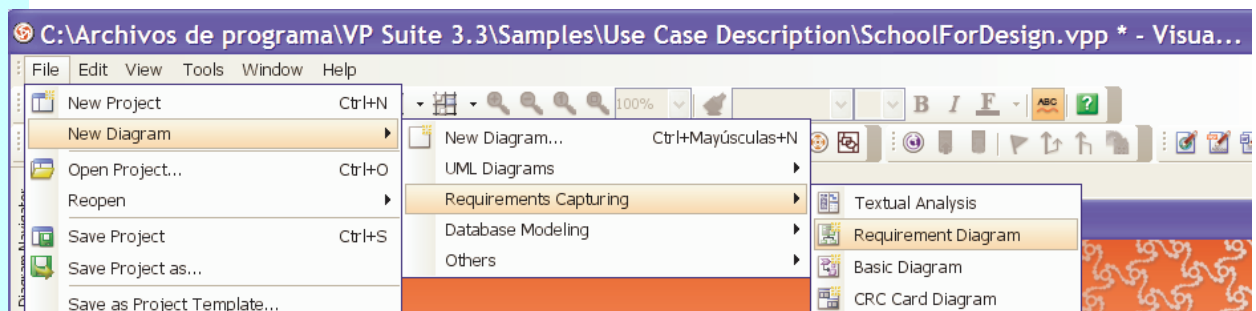 C:\Archivos de programa\VP Suite 3.3\Samples\Use Case Description\SchoolForDesign.vpp * - Visua...
File Edit View Tools Window Help
New Project Ctrl+N
100% B I F ABC ?
New Diagram
New Diagram... Ctrl+Mayúsculas+N
Open Project... Ctrl+O
UML Diagrams
Reopen
Requirements Capturing
Textual Analysis
Save Project Ctrl+S
Database Modeling
Requirement Diagram
Save Project as...
Others
Basic Diagram
Save as Project Template...
CRC Card Diagram
Diagram Navigator